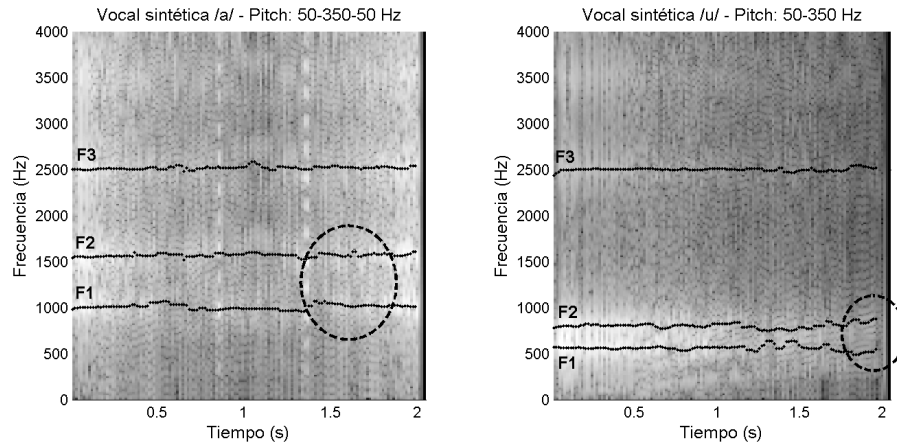 Vocal sintética /a/ - Pitch: 50-350-50 Hz
4000
3500
3000
2500
2000
1500
1000
500
0
Frecuencia (Hz)
F3
F2
F1
0.5
1
1.5
2
Tiempo (s)
Vocal sintética /u/ - Pitch: 50-350 Hz
4000
3500
3000
2500
2000
1500
1000
500
0
Frecuencia (Hz)
F3
F2
F1
0.5
1
1.5
2
Tiempo (s)